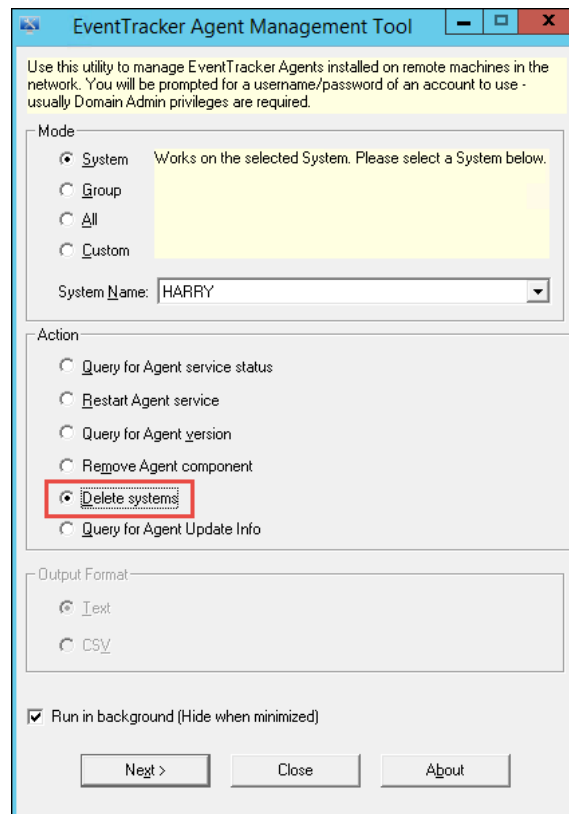 EventTracker Agent Management Tool
Use this utility to manage EventTracker Agents installed on remote machines in the
network. You will be prompted for a username/password of an account to use -
usually Domain Admin privileges are required.
Mode
System
Works on the selected System. Please select a System below.
Group
All
Custom
System Name: HARRY
Action
Query for Agent service status
Restart Agent service
Query for Agent version
Remove Agent component
Delete systems
Query for Agent Update Info
Output Format
Text
CSV
Run in background (Hide when minimized)
Next > Close About